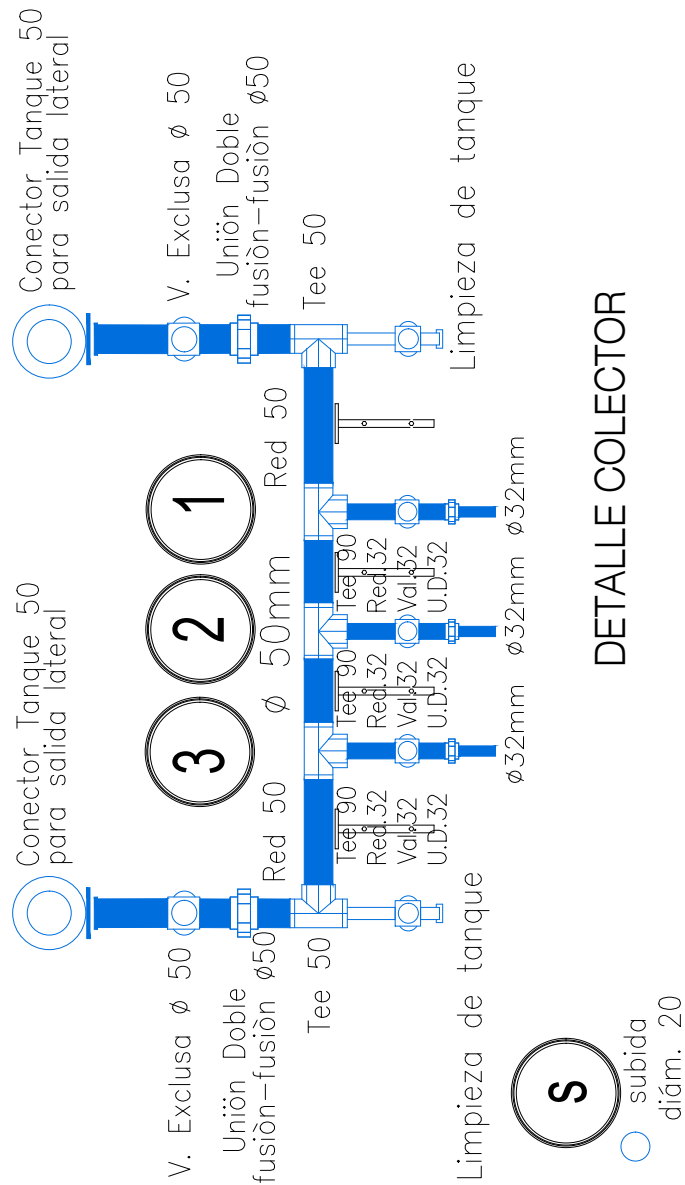 Conector Tanque 50
para salida lateral
Conector Tanque 50
para salida lateral
V. Exclusa ø 50
Uniön Doble
fusiòn-fusiòn ø50
Tee 50
V. Exclusa ø 50
Uniön Doble
fusiòn-fusiòn ø50
Tee 50
3
2
1
Red 50
ø 50mm
Red 50
Tee 90
Red.32
Val.32
U.D.32
Tee 90
Red.32
Val.32
U.D.32
Tee 90
Red.32
Val.32
U.D.32
ø32mm
ø32mm
ø32mm
Limpieza de tanque
Limpieza de tanque
S
subida
diám. 20
DETALLE COLECTOR